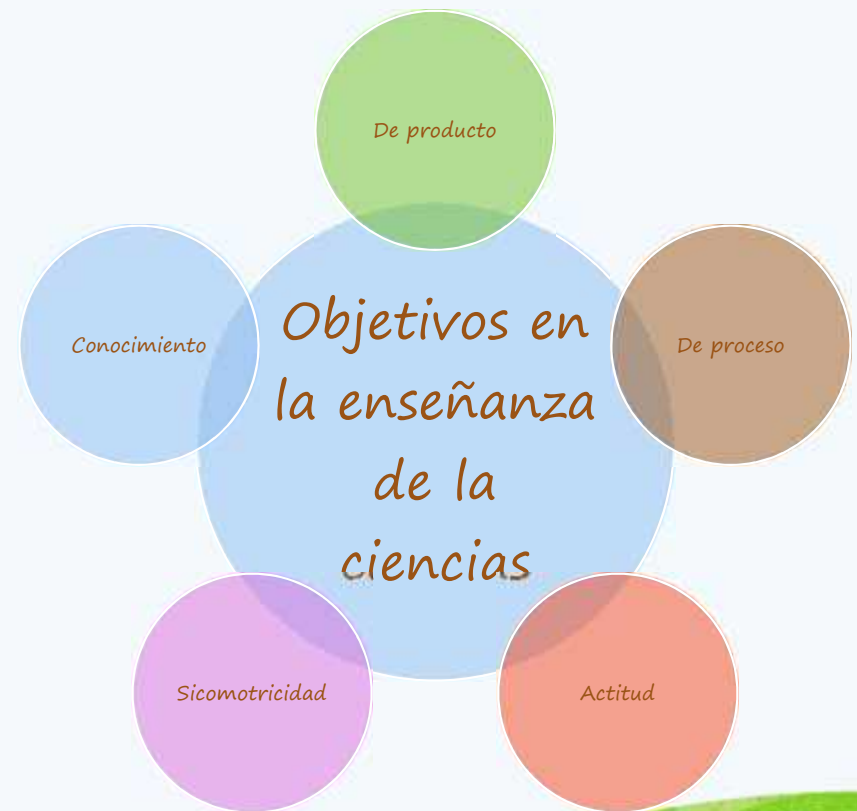 De producto
Conocimiento
Objetivos en
la enseñanza
de la
ciencias
De proceso
Sicomotricidad
Actitud